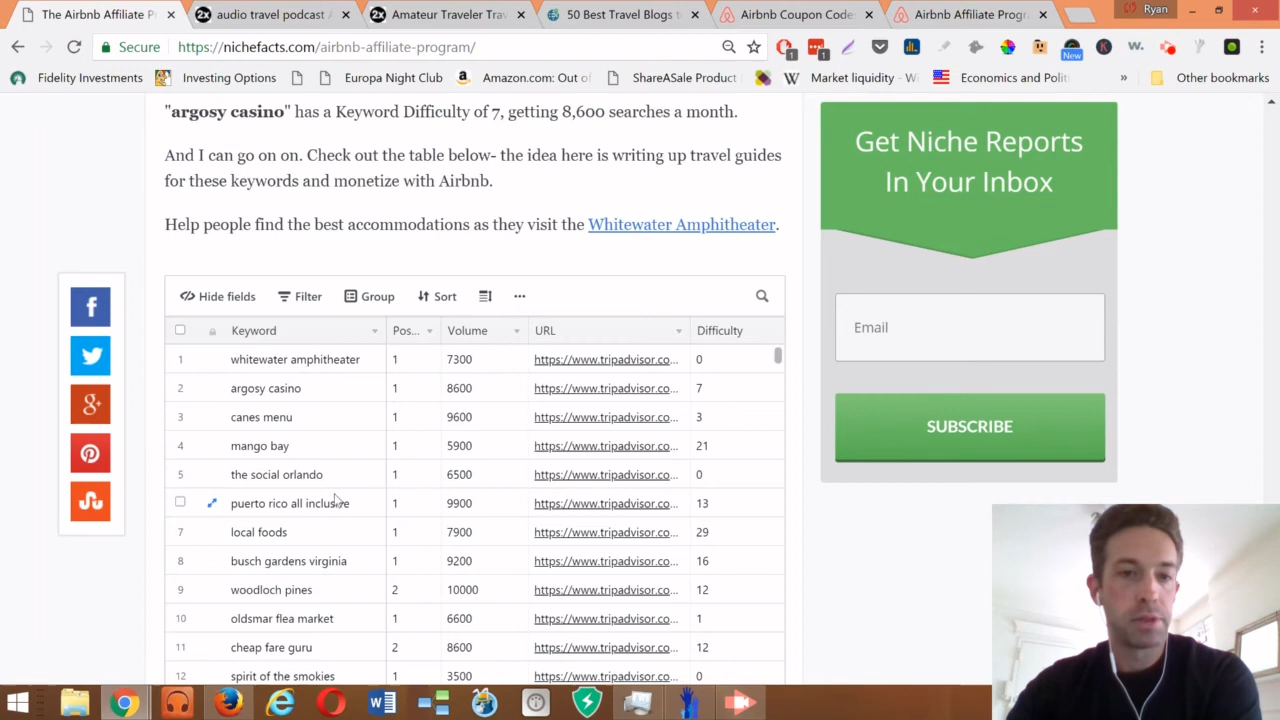 The Airbnb Affiliate P
audio travel podcast
Amateur Traveler Trav
50 Best Travel Blogs to
Airbnb Coupon Code
Airbnb Affiliate Progr
Ryan
Secure
https://nichefacts.com/airbnb-affiliate-program/
1
1
New
K
W.
Fidelity Investments
Investing Options
Europa Night Club
Amazon.com: Out of
ShareASale Product
Market liquidity - Wi
Economics and Polit
»
Other bookmarks
"argosy casino" has a Keyword Difficulty of 7, getting 8,600 searches a month.
And I can go on on. Check out the table below- the idea here is writing up travel guides
for these keywords and monetize with Airbnb.
Help people find the best accommodations as they visit the Whitewater Amphitheater.
Hide fields Filter Group Sort
Keyword Pos... Volume URL Difficulty
1 whitewater amphitheater 1 7300 https://www.tripadvisor.co... 0
2 argosy casino 1 8600 https://www.tripadvisor.co... 7
3 canes menu 1 9600 https://www.tripadvisor.co... 3
4 mango bay 1 5900 https://www.tripadvisor.co... 21
5 the social orlando 1 6500 https://www.tripadvisor.co... 0
puerto rico all inclusive 1 9900 https://www.tripadvisor.co... 13
7 local foods 1 7900 https://www.tripadvisor.co... 29
8 busch gardens virginia 1 9200 https://www.tripadvisor.co... 16
9 woodloch pines 2 10000 https://www.tripadvisor.co... 12
10 oldsmar flea market 1 6600 https://www.tripadvisor.co... 1
11 cheap fare guru 2 8600 https://www.tripadvisor.co... 12
12 spirit of the smokies 1 3500 https://www.tripadvisor.co... 0
Get Niche Reports
In Your Inbox
Email
SUBSCRIBE